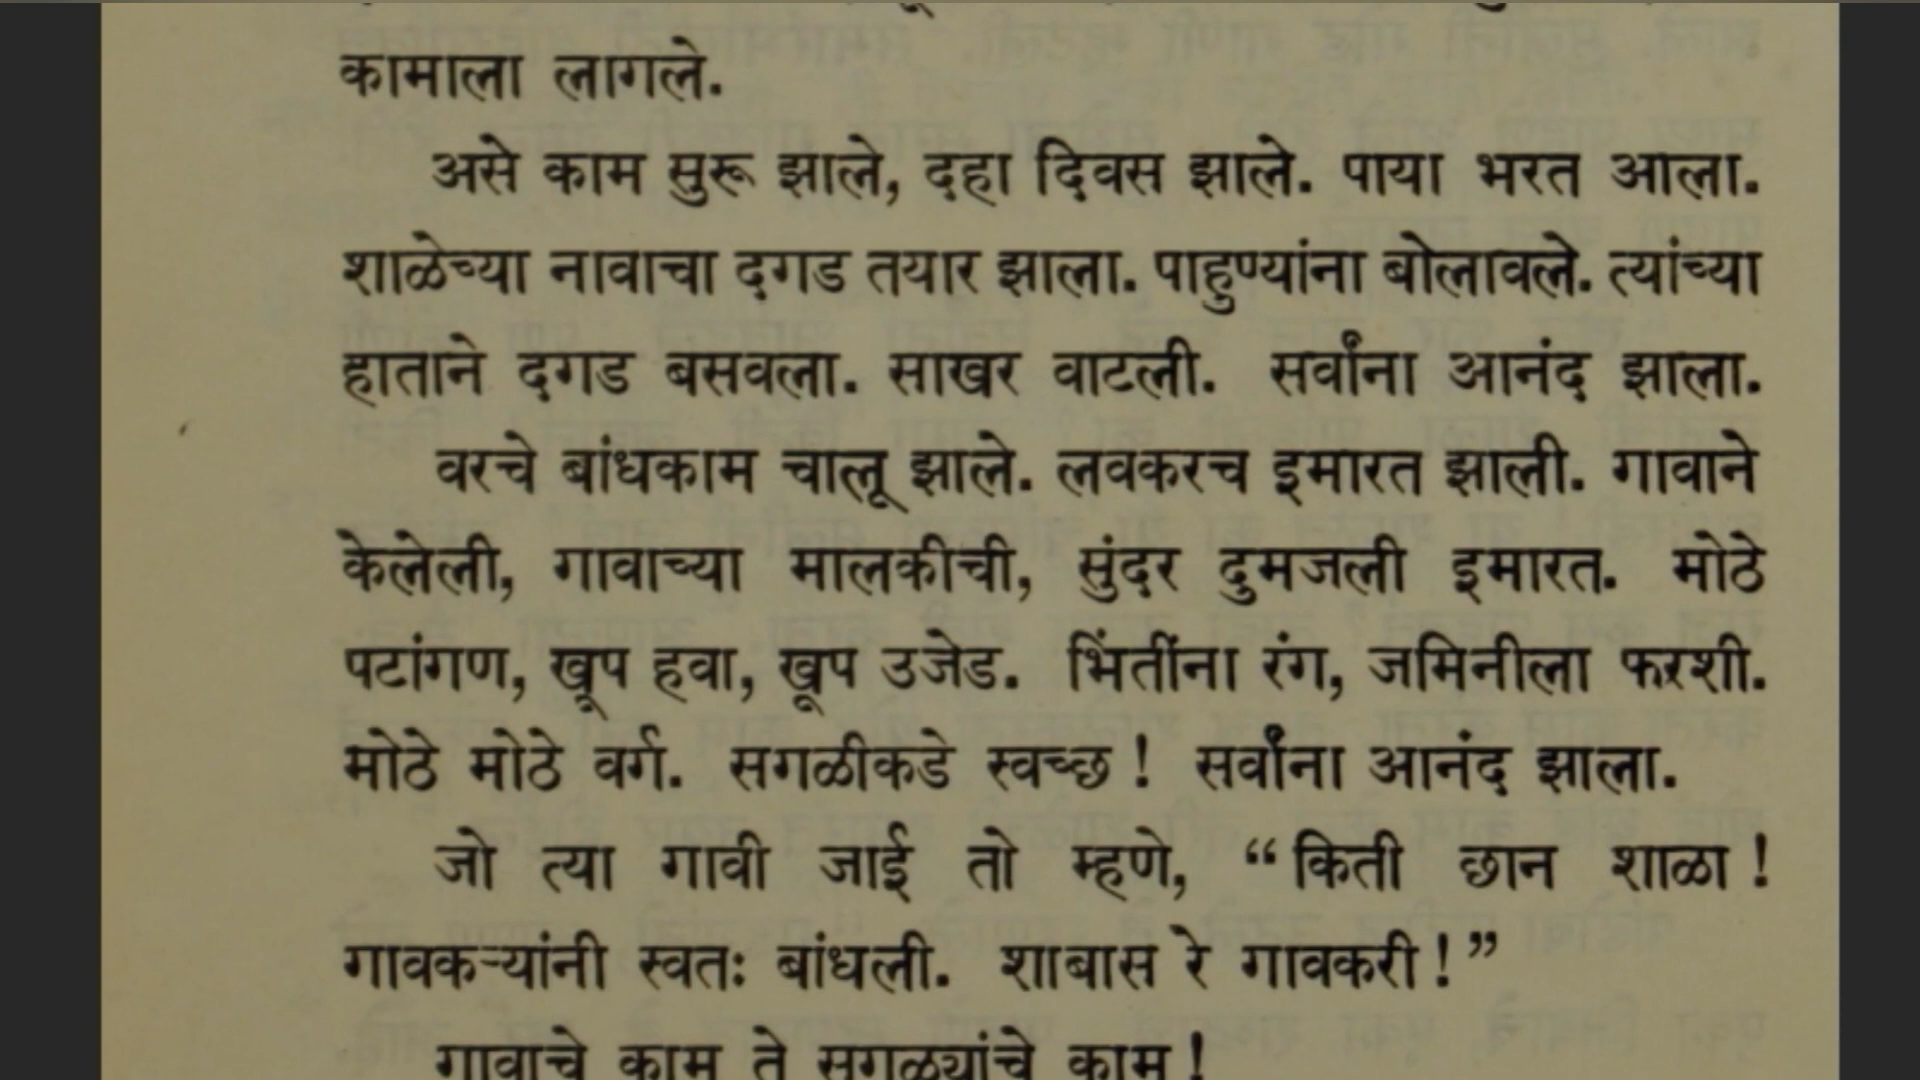 कामाला लागले.
असे काम सुरू झाले, दहा दिवस झाले. पाया भरत आला.
शाळेच्या नावाचा दगड तयार झाला. पाहुण्यांना बोलावले. त्यांच्या
हाताने दगड बसवला. साखर वाटली. सर्वांना आनंद झाला.
वरचे बांधकाम चालू झाले. लवकरच इमारत झाली. गावाने
केलेली, गावाच्या मालकीची, सुंदर दुमजली इमारत. मोठे
पटांगण, खूप हवा, खूप उजेड. भिंतींना रंग, जमिनीला फरशी.
मोठे मोठे वर्ग. सगळीकडे स्वच्छ ! सर्वांना आनंद झाला.
जो त्या गावी जाई तो म्हणे, “ किती छान शाळा !
गावकऱ्यांनी स्वतः बांधली. शाबास रे गावकरी ! ”
गावाचे काम ते सगळ्यांचे काम !